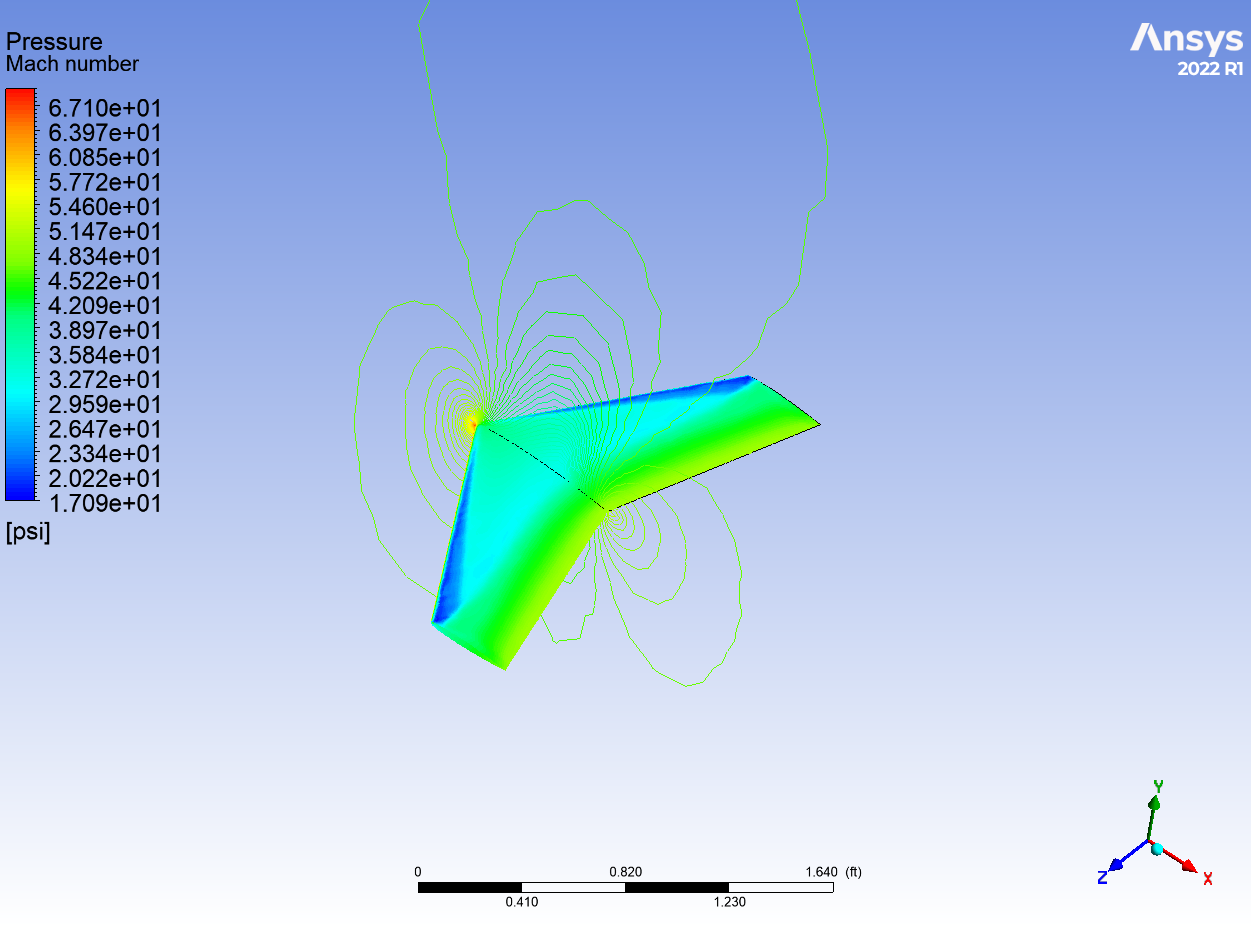 Pressure
Mach number
Ansys
2022 R1
6.710e+01
6.397e+01
6.085e+01
5.772e+01
5.460e+01
5.147e+01
4.834e+01
4.522e+01
4.209e+01
3.897e+01
3.584e+01
3.272e+01
2.959e+01
2.647e+01
2.334e+01
2.022e+01
1.709e+01
[psi]
Y
Z
X
0 0.820 1.640 (ft)
0.410 1.230